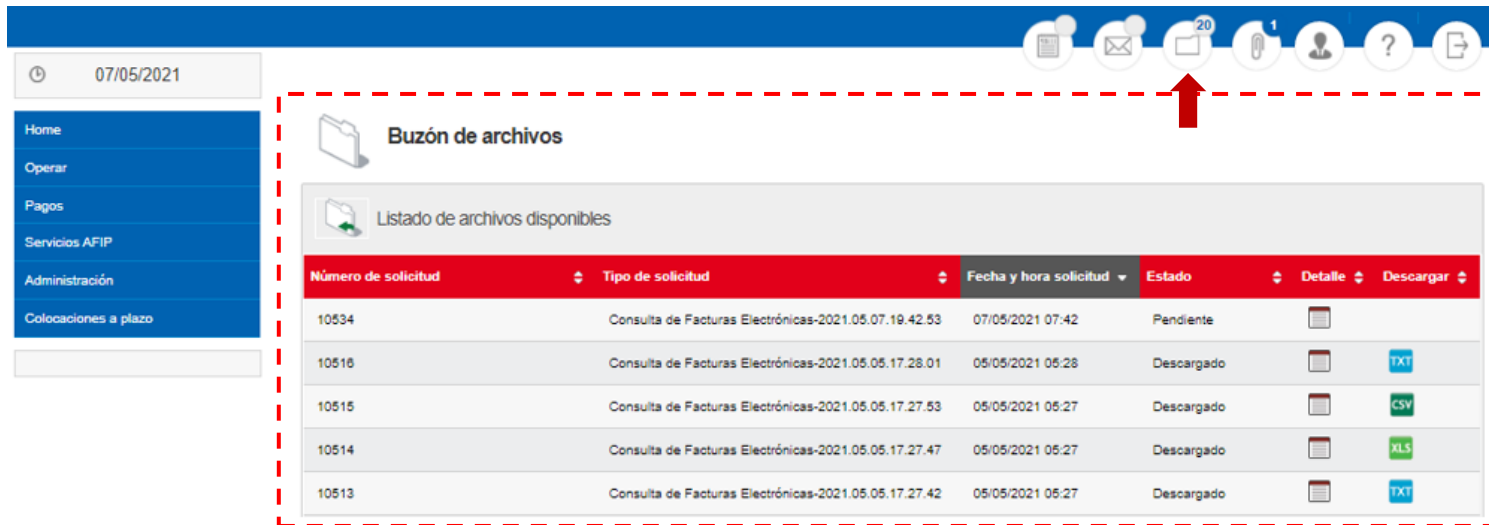 20
1
?
07/05/2021
Home
Operar
Pagos
Servicios AFIP
Administración
Colocaciones a plazo
Buzón de archivos
Listado de archivos disponibles
Número de solicitud Tipo de solicitud Fecha y hora solicitud Estado Detalle Descargar
10534 Consulta de Facturas Electrónicas-2021.05.07.19.42.53 07/05/2021 07:42 Pendiente
10516 Consulta de Facturas Electrónicas-2021.05.05.17.28.01 05/05/2021 05:28 Descargado TXT
10515 Consulta de Facturas Electrónicas-2021.05.05.17.27.53 05/05/2021 05:27 Descargado CSV
10514 Consulta de Facturas Electrónicas-2021.05.05.17.27.47 05/05/2021 05:27 Descargado XLS
10513 Consulta de Facturas Electrónicas-2021.05.05.17.27.42 05/05/2021 05:27 Descargado TXT